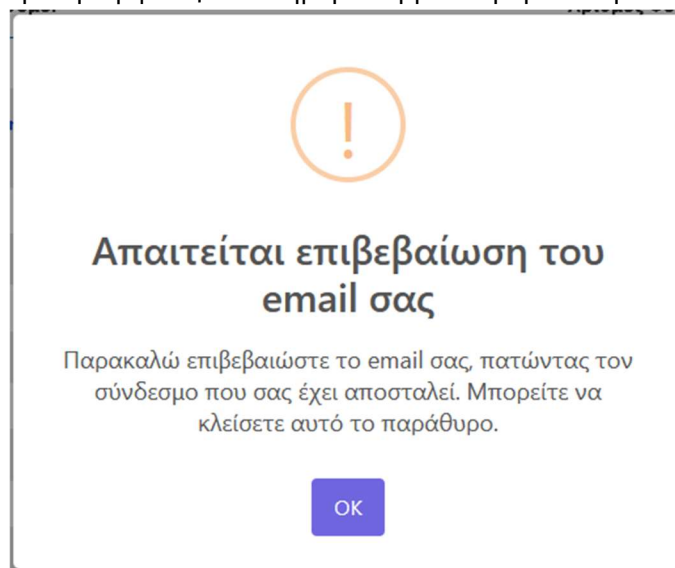 !
Απαιτείται επιβεβαίωση του
email σας
Παρακαλώ επιβεβαιώστε το email σας, πατώντας τον
σύνδεσμο που σας έχει αποσταλεί. Μπορείτε να
κλείσετε αυτό το παράθυρο.
OK